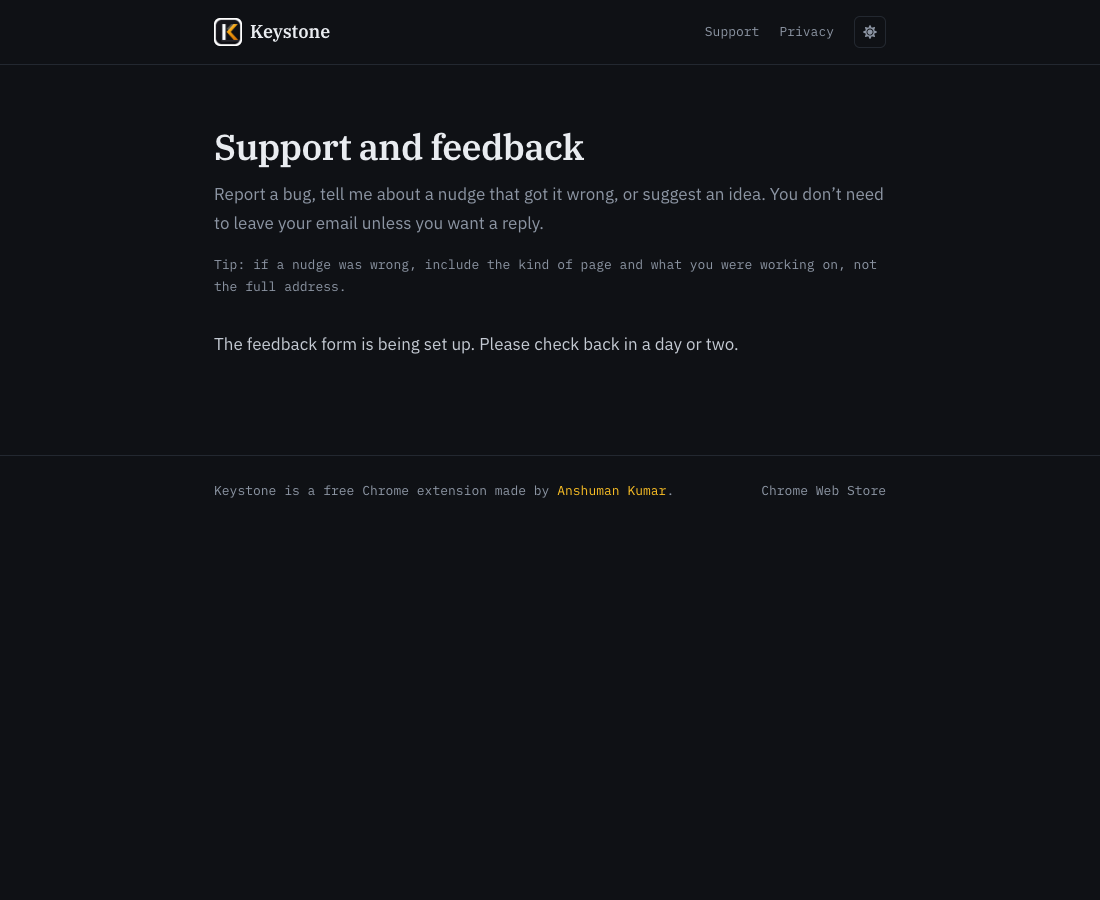 Keystone
Support Privacy
Support and feedback
Report a bug, tell me about a nudge that got it wrong, or suggest an idea. You don’t need
to leave your email unless you want a reply.
Tip: if a nudge was wrong, include the kind of page and what you were working on, not
the full address.
The feedback form is being set up. Please check back in a day or two.
Keystone is a free Chrome extension made by Anshuman Kumar.
Chrome Web Store